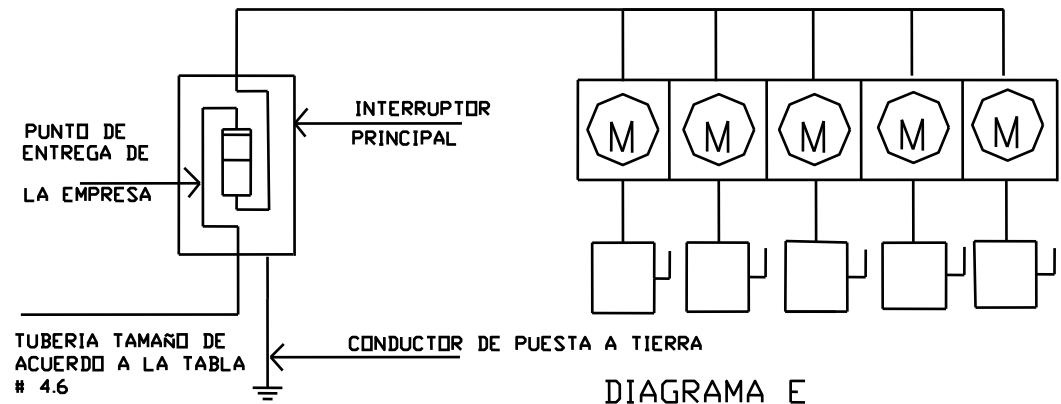 INTERRUPTOR
PRINCIPAL
PUNTO DE
ENTREGA DE
LA EMPRESA
M M M M M
TUBERIA TAMAÑO DE
ACUERDO A LA TABLA
# 4.6
CONDUCTOR DE PUESTA A TIERRA
DIAGRAMA E